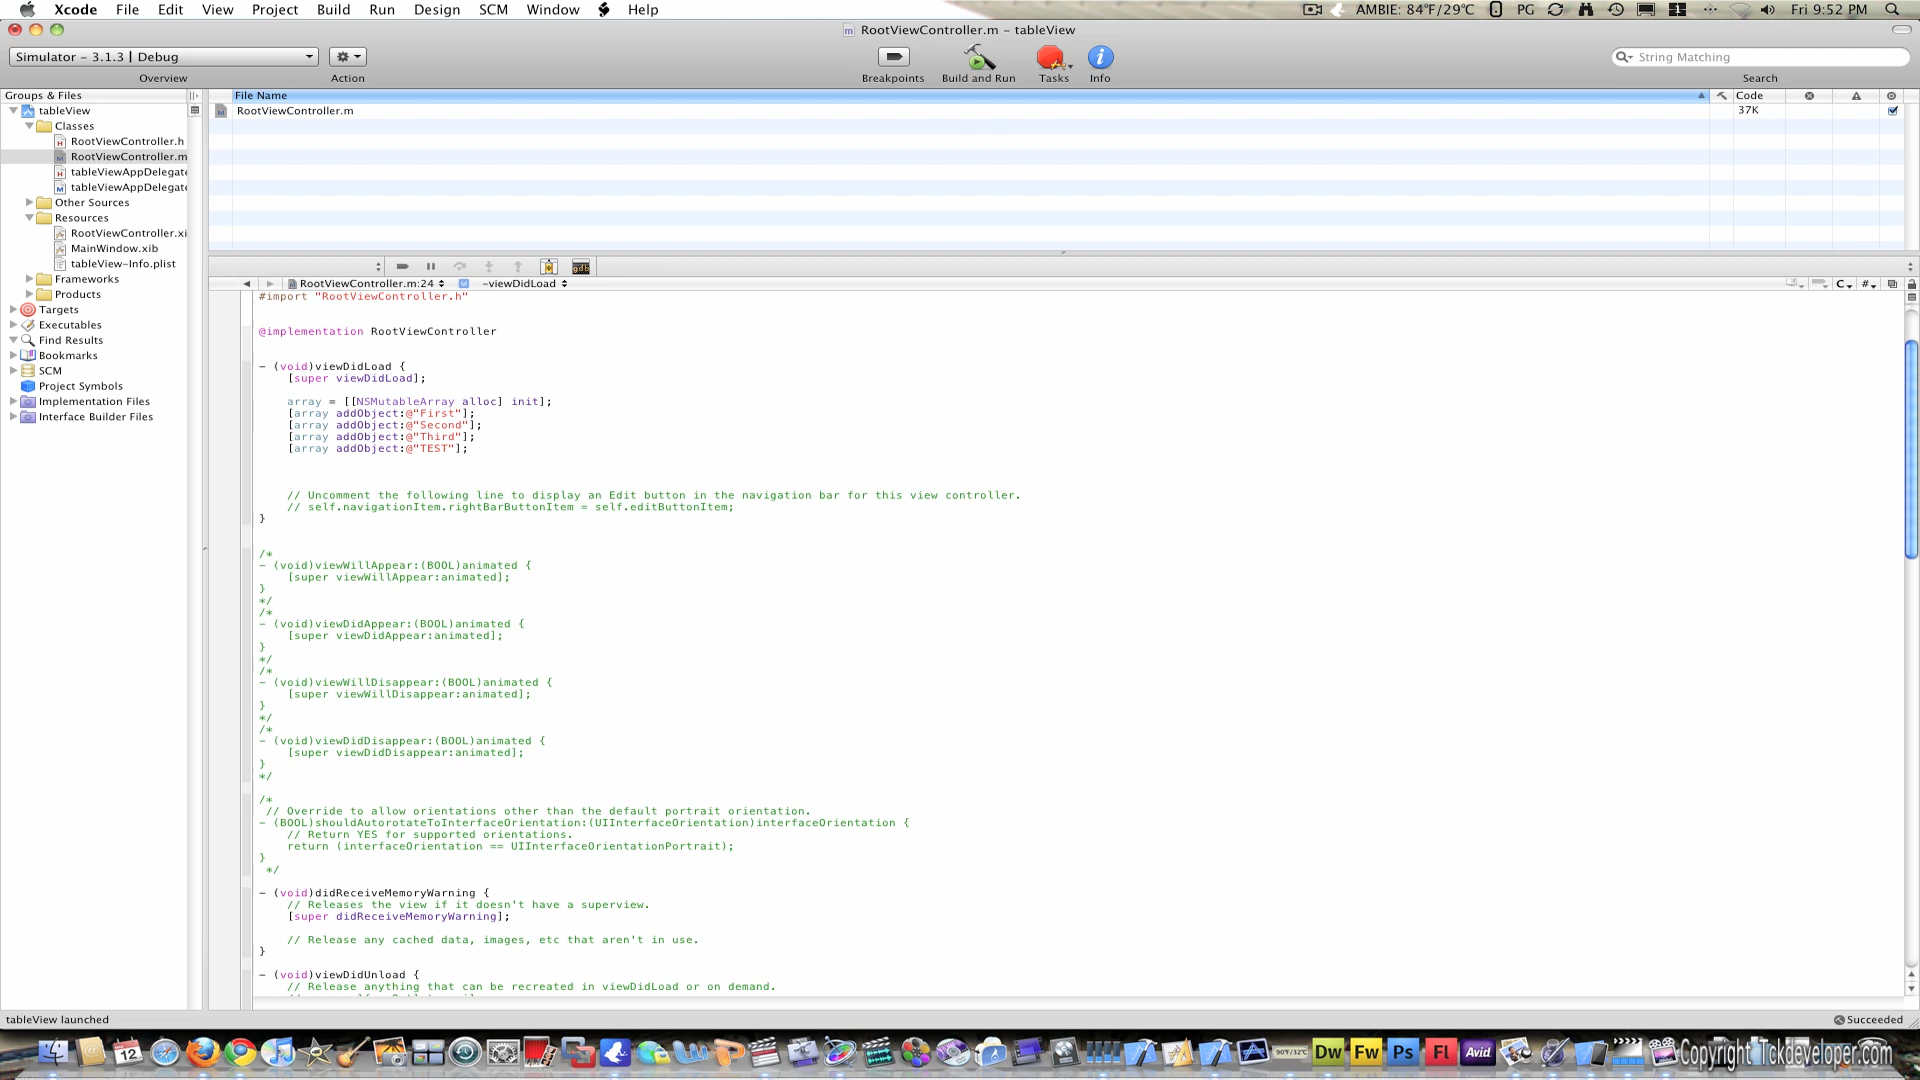 Xcode File Edit View Project Build Run Design SCM Window Help AMBIE: 84°F/29°C PG Fri 9:52 PM
RootViewController.m – tableView
Simulator – 3.1.3 | Debug String Matching
Overview Action Breakpoints Build and Run Tasks Info Search
Groups & Files
tableView
Classes
RootViewController.h
RootViewController.m
tableViewAppDelegate
tableViewAppDelegate
Other Sources
Resources
RootViewController.xi
MainWindow.xib
tableView-Info.plist
Frameworks
Products
Targets
Executables
Find Results
Bookmarks
SCM
Project Symbols
Implementation Files
Interface Builder Files
File Name Code
RootViewController.m 37K
gdb
RootViewController.m:24 -viewDidLoad C #
#import "RootViewController.h"
@implementation RootViewController
- (void)viewDidLoad {
[super viewDidLoad];
array = [[NSMutableArray alloc] init];
[array addObject:@"First"];
[array addObject:@"Second"];
[array addObject:@"Third"];
[array addObject:@"TEST"];
// Uncomment the following line to display an Edit button in the navigation bar for this view controller.
// self.navigationItem.rightBarButtonItem = self.editButtonItem;
}
/*
- (void)viewWillAppear:(BOOL)animated {
[super viewWillAppear:animated];
}
*/
/*
- (void)viewDidAppear:(BOOL)animated {
[super viewDidAppear:animated];
}
*/
/*
- (void)viewWillDisappear:(BOOL)animated {
[super viewWillDisappear:animated];
}
*/
/*
- (void)viewDidDisappear:(BOOL)animated {
[super viewDidDisappear:animated];
}
*/
/*
// Override to allow orientations other than the default portrait orientation.
- (BOOL)shouldAutorotateToInterfaceOrientation:(UIInterfaceOrientation)interfaceOrientation {
// Return YES for supported orientations.
return (interfaceOrientation == UIInterfaceOrientationPortrait);
}
*/
- (void)didReceiveMemoryWarning {
// Releases the view if it doesn't have a superview.
[super didReceiveMemoryWarning];
// Release any cached data, images, etc that aren't in use.
}
- (void)viewDidUnload {
// Release anything that can be recreated in viewDidLoad or on demand.
tableView launched Succeeded
12 90°F/32°C Dw Fw Ps Fl Avid Copyright Tckdeveloper.com